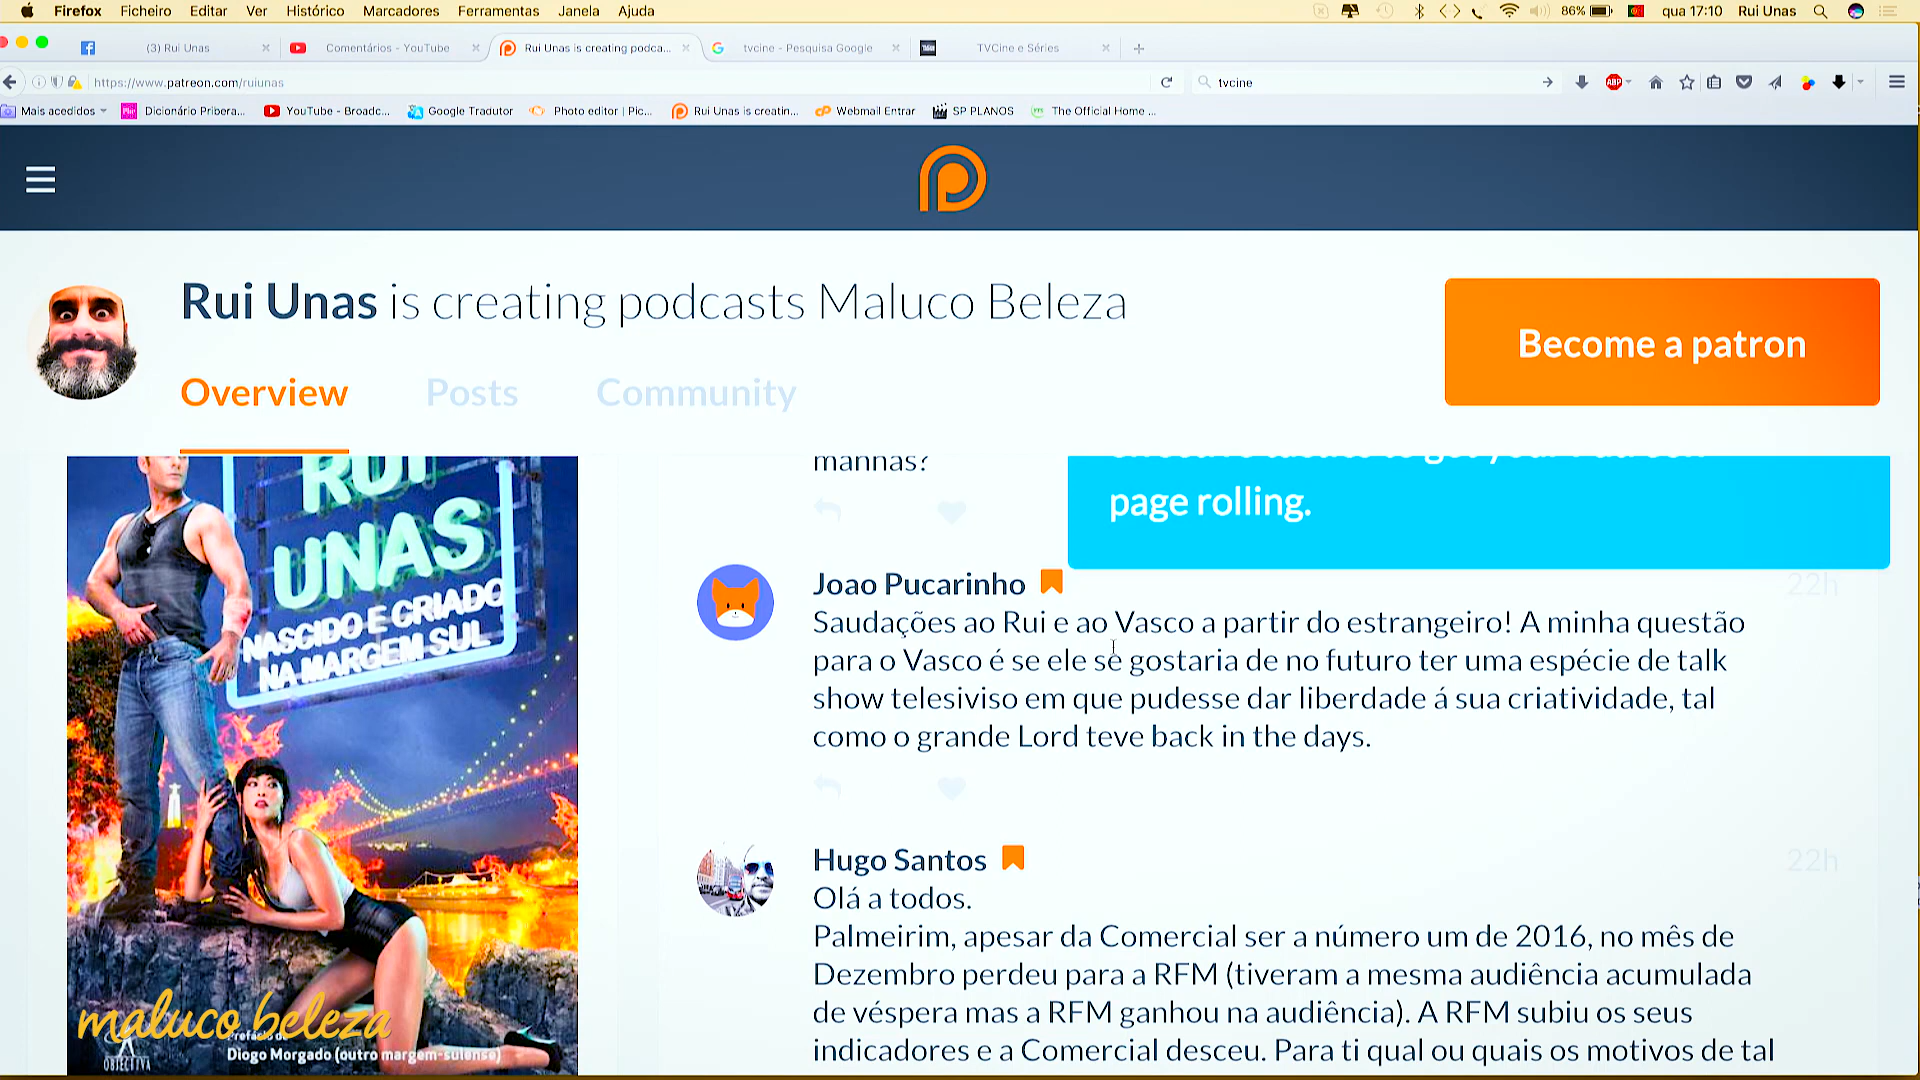 Firefox Ficheiro Editar Ver Histórico Marcadores Ferramentas Janela Ajuda 86% qua 17:10 Rui Unas
(3) Rui Unas Comentários - YouTube Rui Unas is creating podca... tvcine - Pesquisa Google TVCine e Séries
https://www.patreon.com/ruiunas tvcine
Mais acedidos Dicionário Pribera... YouTube - Broadc... Google Tradutor Photo editor | Pic... Rui Unas is creatin... Webmail Entrar SP PLANOS The Official Home ...
Rui Unas is creating podcasts Maluco Beleza
Become a patron
Overview Posts Community
page rolling.
RUI
UNAS
NASCIDO E CRIADO
NA MARGEM SUL
maluco beleza
Prefácio de
Diogo Morgado (outro margem-sulense)
OBJECTIVA
manhas?
Joao Pucarinho 22h
Saudações ao Rui e ao Vasco a partir do estrangeiro! A minha questão
para o Vasco é se ele se gostaria de no futuro ter uma espécie de talk
show telesiviso em que pudesse dar liberdade á sua criatividade, tal
como o grande Lord teve back in the days.
Hugo Santos 22h
Olá a todos.
Palmeirim, apesar da Comercial ser a número um de 2016, no mês de
Dezembro perdeu para a RFM (tiveram a mesma audiência acumulada
de véspera mas a RFM ganhou na audiência). A RFM subiu os seus
indicadores e a Comercial desceu. Para ti qual ou quais os motivos de tal